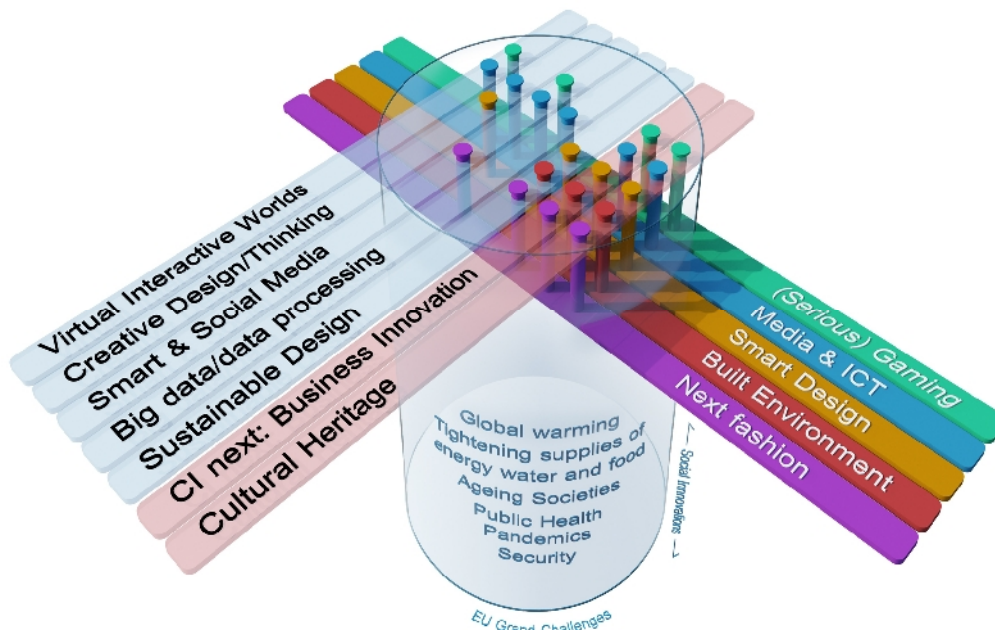 Virtual Interactive Worlds
Creative Design/Thinking
Smart & Social Media
Big data/data processing
Sustainable Design
CI next: Business Innovation
Cultural Heritage
(Serious) Gaming
Media & ICT
Smart Design
Built Environment
Next fashion
Global warming
Tightening supplies of
energy water and food
Ageing Societies
Public Health
Pandemics
Security
Social Innovations
EU Grand Challenges